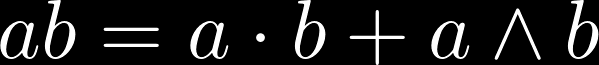 ab = a · b + a ∧ b